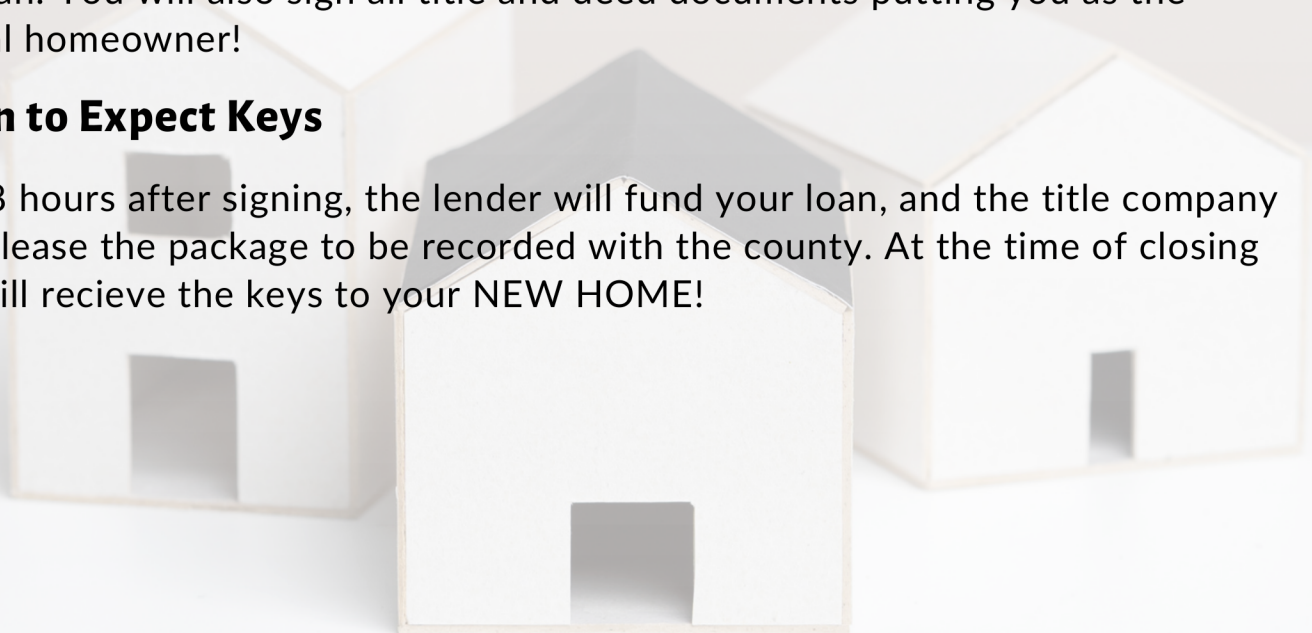 You will also sign all title and deed documents putting you as the
homeowner!
to Expect Keys
hours after signing, the lender will fund your loan, and the title company
the package to be recorded with the county. At the time of closing
recieve the keys to your NEW HOME!